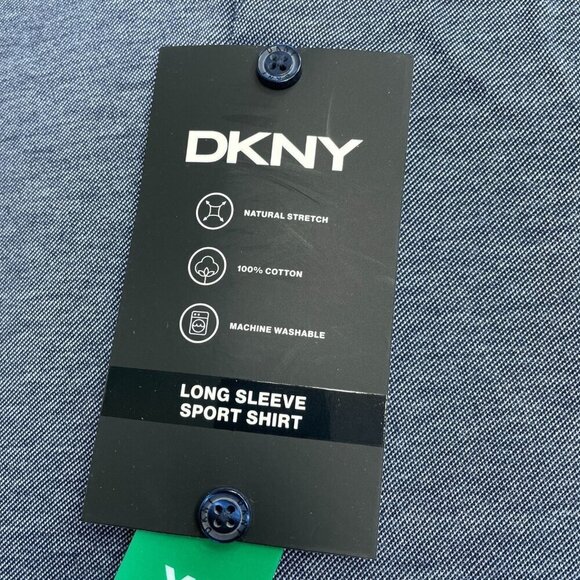 DKNY
NATURAL STRETCH
100% COTTON
MACHINE WASHABLE
LONG SLEEVE
SPORT SHIRT